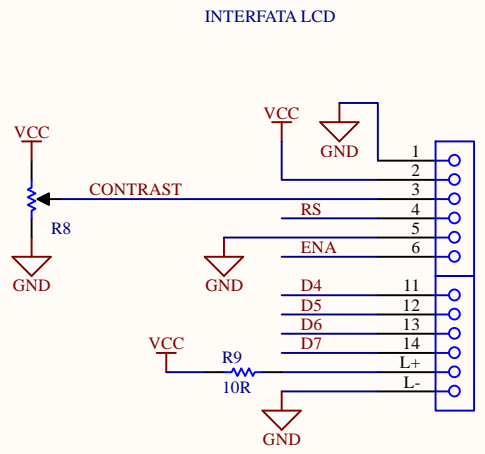 INTERFATA LCD
VCC
VCC
GND
1
2
CONTRAST
3
RS
4
R8
5
ENA
6
GND
GND
D4
11
D5
12
D6
13
D7
14
VCC
R9
L+
10R
L-
GND